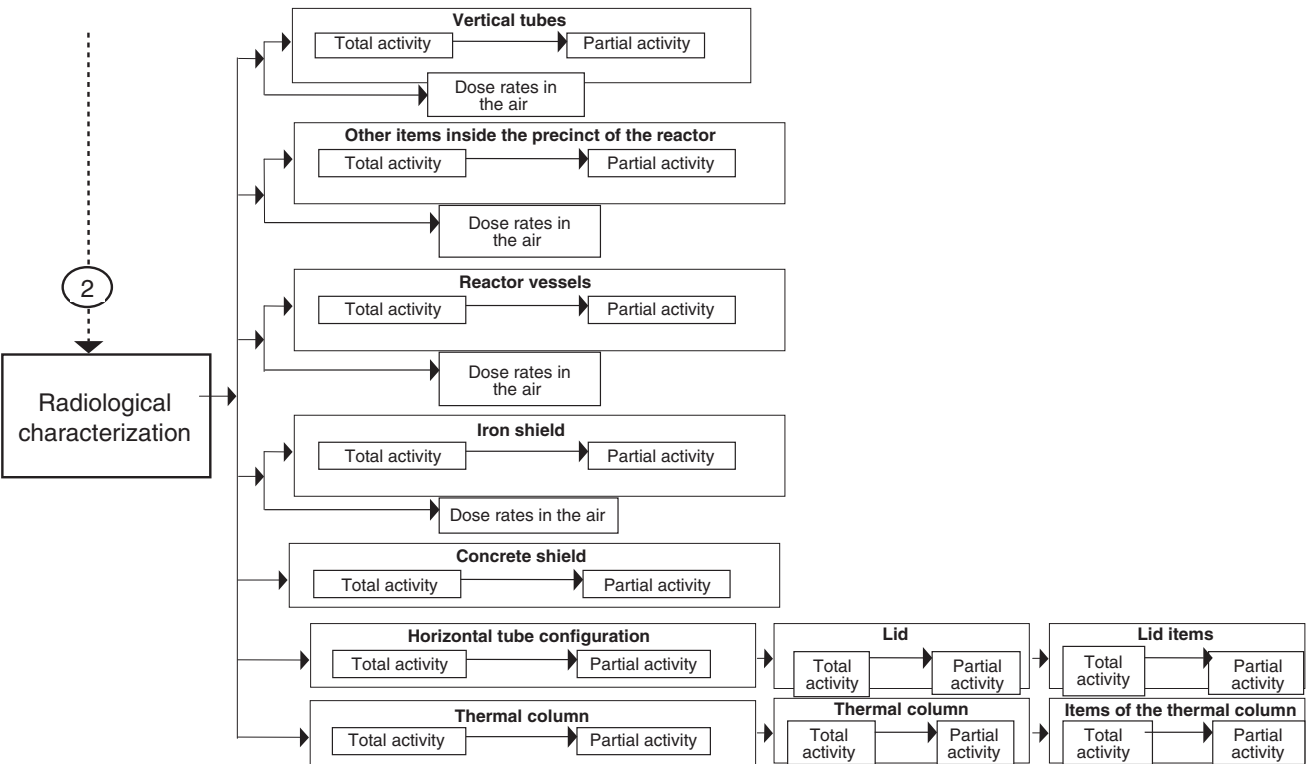 Vertical tubes
Total activity
Partial activity
Dose rates in
the air
Other items inside the precinct of the reactor
Total activity
Partial activity
Dose rates in
the air
2
Reactor vessels
Total activity
Partial activity
Dose rates in
the air
Radiological
characterization
Iron shield
Total activity
Partial activity
Dose rates in the air
Concrete shield
Total activity
Partial activity
Horizontal tube configuration
Total activity
Partial activity
Lid
Total
activity
Partial
activity
Lid items
Total
activity
Partial
activity
Thermal column
Total activity
Partial activity
Thermal column
Total
activity
Partial
activity
Items of the thermal column
Total
activity
Partial
activity